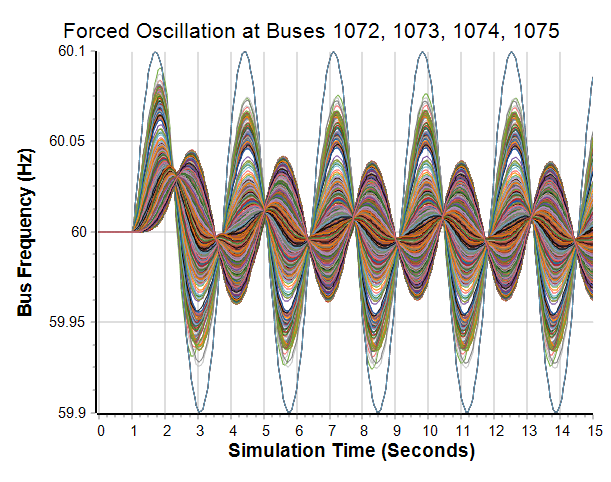 Forced Oscillation at Buses 1072, 1073, 1074, 1075
60.1
60.05
60
59.95
59.9
Bus Frequency (Hz)
0 1 2 3 4 5 6 7 8 9 10 11 12 13 14 15
Simulation Time (Seconds)